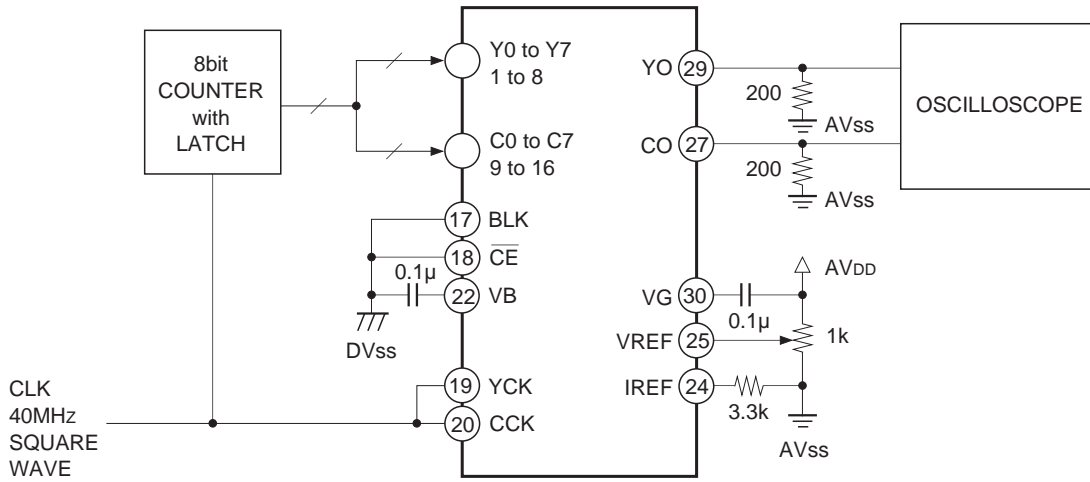 8bit
COUNTER
with
LATCH
Y0 to Y7
1 to 8
C0 to C7
9 to 16
17 BLK
18 CE
0.1μ
22 VB
DVss
19 YCK
20 CCK
CLK
40MHz
SQUARE
WAVE
YO 29
200
AVss
CO 27
200
AVss
OSCILLOSCOPE
AVDD
VG 30
0.1μ
1k
VREF 25
IREF 24
3.3k
AVss